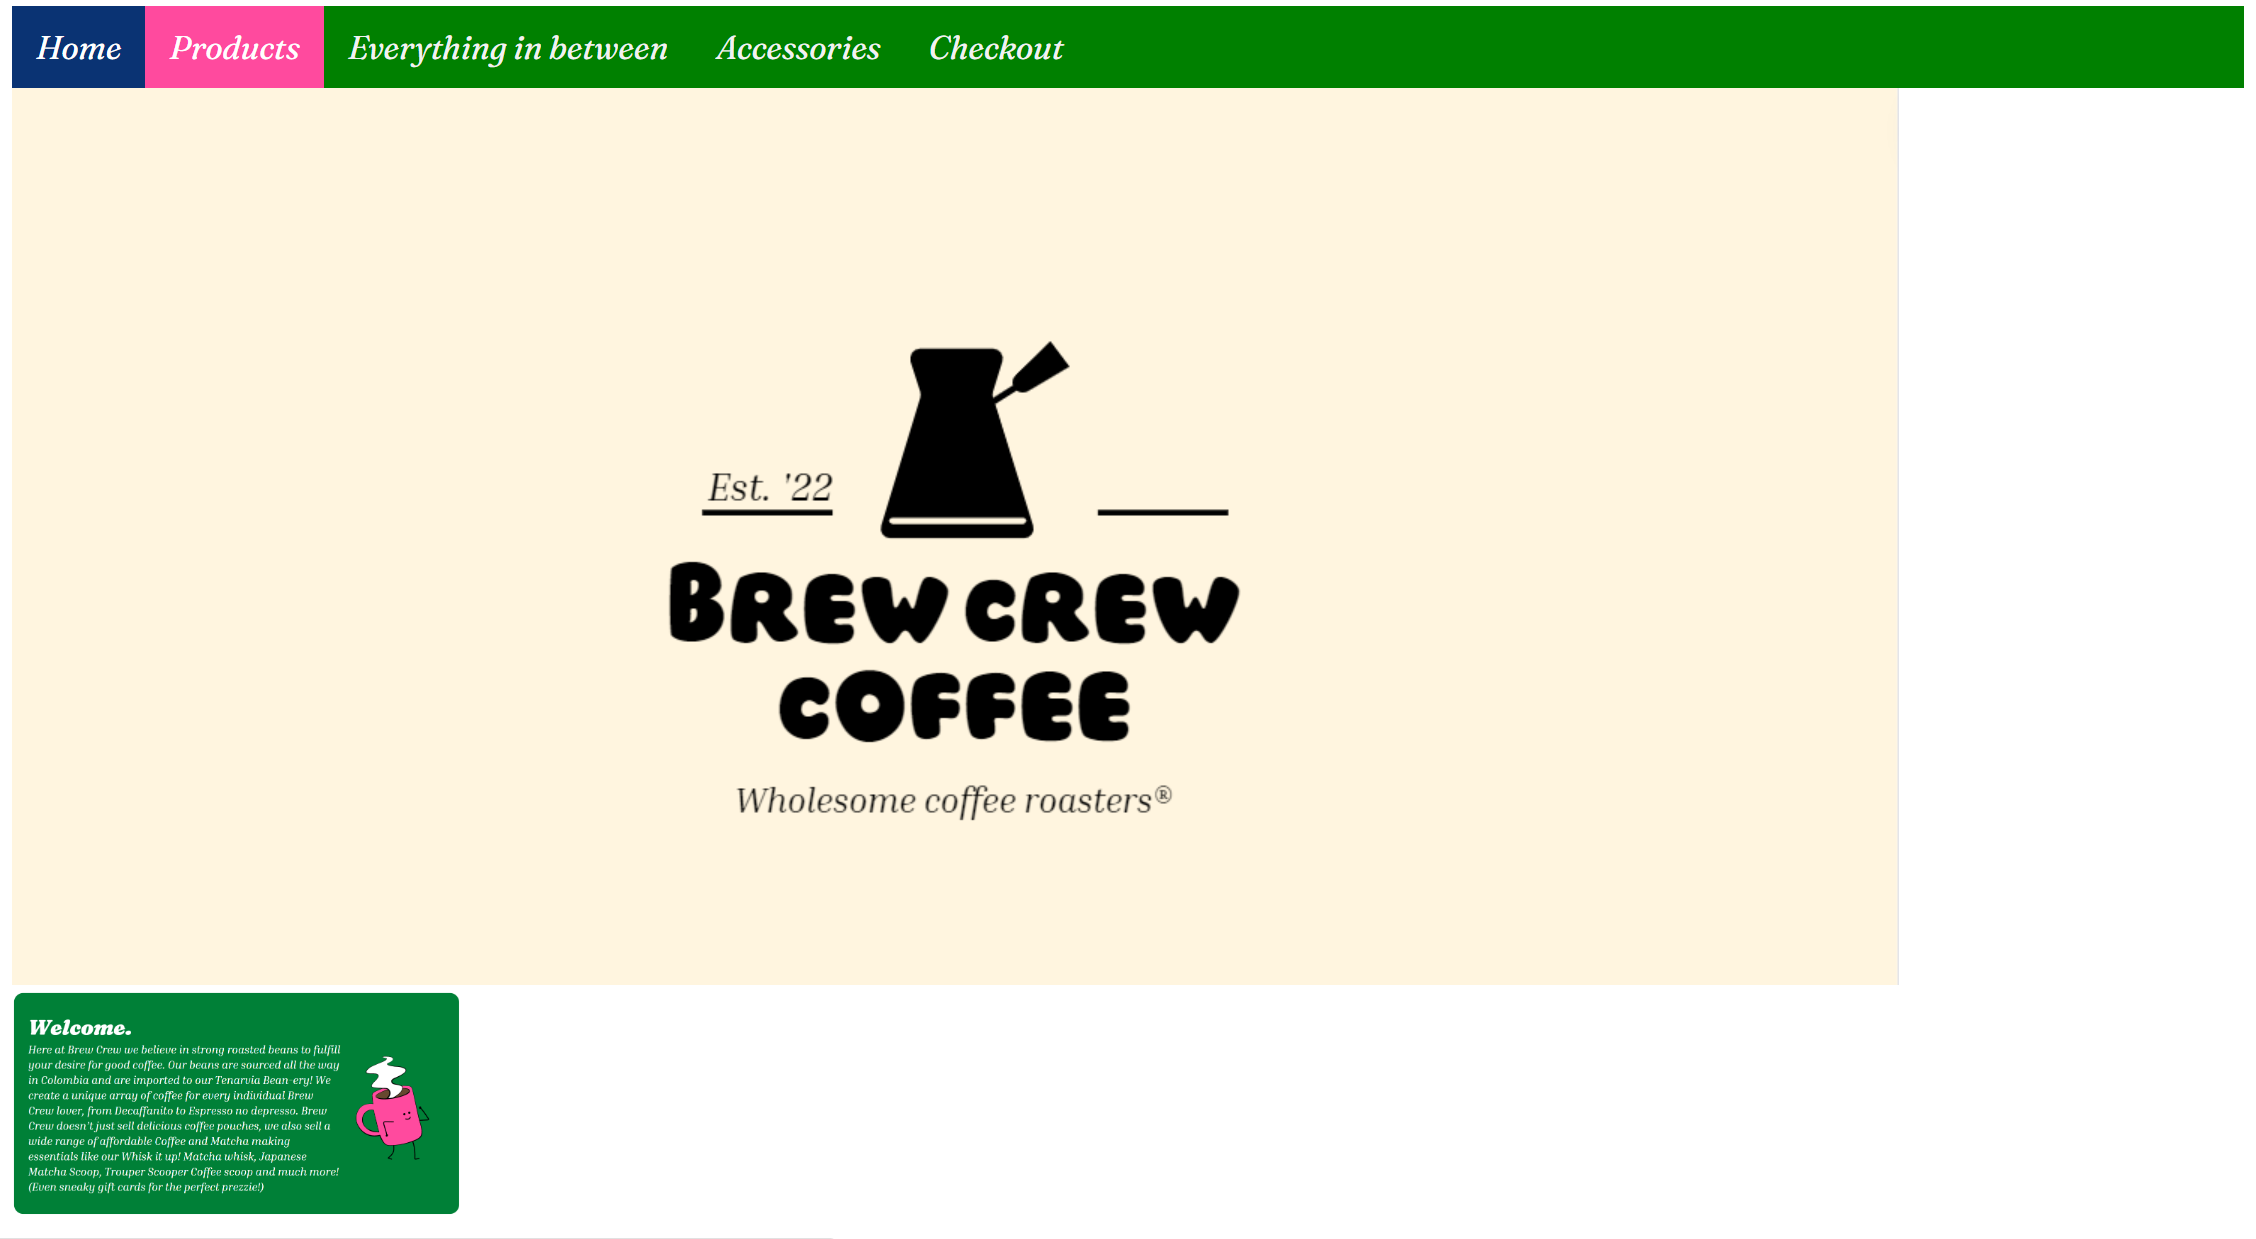 Home Products Everything in between Accessories Checkout
Est. '22
BREW CREW
COFFEE
Wholesome coffee roasters®
Welcome.
Here at Brew Crew we believe in strong roasted beans to fulfill
your desire for good coffee. Our beans are sourced all the way
in Colombia and are imported to our Tenarvia Bean-ery! We
create a unique array of coffee for every individual Brew
Crew lover, from Decaffanito to Espresso no depresso. Brew
Crew doesn't just sell delicious coffee pouches, we also sell a
wide range of affordable Coffee and Matcha making
essentials like our Whisk it up! Matcha whisk, Japanese
Matcha Scoop, Trouper Scooper Coffee scoop and much more!
(Even sneaky gift cards for the perfect prezzie!)